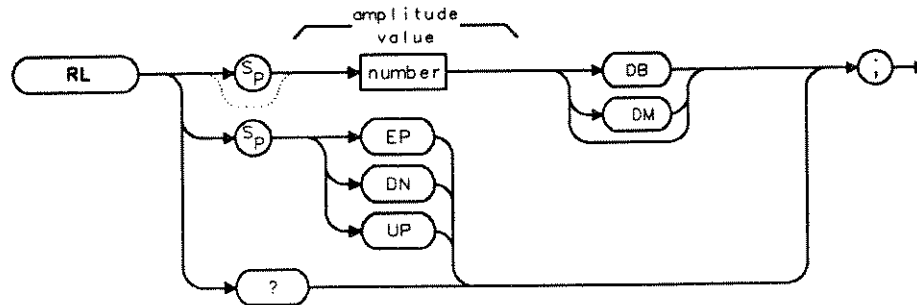 amplitude
value
RL
SP
number
DB
;
DM
SP
EP
DN
UP
?